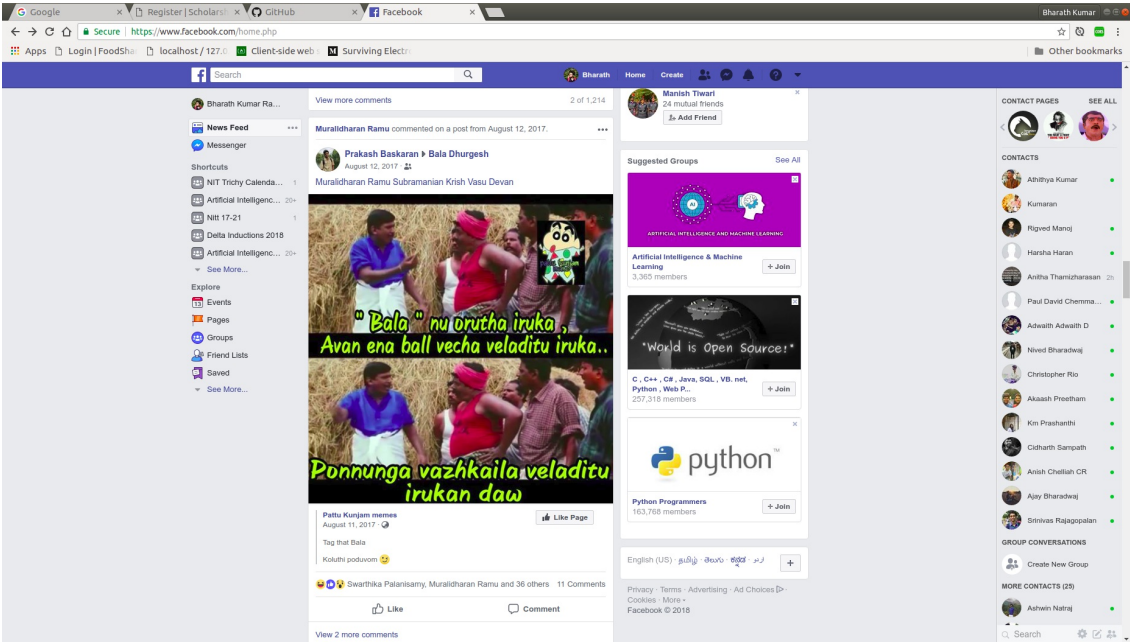 Google
Register | Scholarsh
GitHub
Facebook
Bharath Kumar
Secure | https://www.facebook.com/home.php
Apps
Login | FoodSha
localhost / 127.0
Client-side web s
Surviving Electr
Other bookmarks
Search
Bharath
Home
Create
Bharath Kumar Ra...
News Feed
Messenger
Shortcuts
NIT Trichy Calenda... 1
Artificial Intelligenc... 20+
Nitt 17-21 1
Delta Inductions 2018
Artificial Intelligenc... 20+
See More...
Explore
Events
Pages
Groups
Friend Lists
Saved
See More...
View more comments
2 of 1,214
Muralidharan Ramu commented on a post from August 12, 2017.
Prakash Baskaran ▸ Bala Dhurgesh
August 12, 2017 ·
Muralidharan Ramu Subramanian Krish Vasu Devan
" Bala " nu orutha iruka ,
Avan ena ball vecha veladitu iruka..
Ponnunga vazhkaila veladitu
irukan daw
Pattu Kunjam memes
August 11, 2017 ·
Like Page
Tag that Bala
Koluthi poduvom
Swarthika Palanisamy, Muralidharan Ramu and 36 others
11 Comments
Like
Comment
View 2 more comments
Manish Tiwari
24 mutual friends
Add Friend
Suggested Groups
See All
AI
ARTIFICIAL INTELLIGENCE AND MACHINE LEARNING
Artificial Intelligence & Machine
Learning
3,365 members
+ Join
"World is Open Source!"
C , C++ , C# , Java, SQL , VB. net,
Python , Web P...
257,318 members
+ Join
python™
Python Programmers
163,768 members
+ Join
English (US) · தமிழ் · తెలుగు · ಕನ್ನಡ · اردو
Privacy · Terms · Advertising · Ad Choices ·
Cookies · More
Facebook © 2018
CONTACT PAGES
SEE ALL
CONTACTS
Athithya Kumar
Kumaran
Rigved Manoj
Harsha Haran
Anitha Thamizharasan 2h
Paul David Chemma...
Adwaith Adwaith D
Nived Bharadwaj
Christopher Rio
Akaash Preetham
Km Prashanthi
Cidharth Sampath
Anish Chelliah CR
Ajay Bharadwaj
Srinivas Rajagopalan
GROUP CONVERSATIONS
Create New Group
MORE CONTACTS (25)
Ashwin Natraj
Search